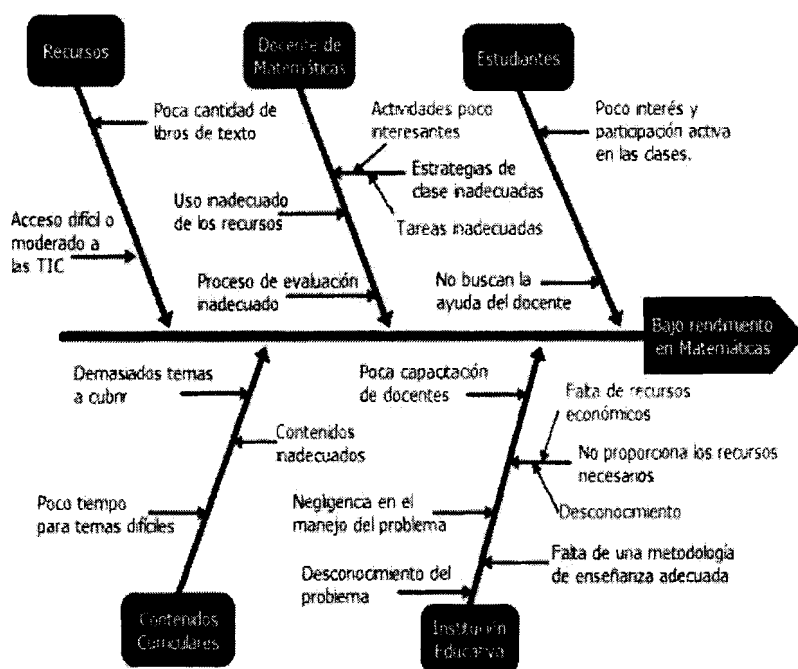 Recursos
Docente de
Matemáticas
Estudiantes
Poca cantidad de
libros de texto
Actividades poco
interesantes
Poco interés y
participación activa
en las clases.
Estrategias de
clase inadecuadas
Uso inadecuado
de los recursos
Tareas inadecuadas
Acceso difícil o
moderado a
las TIC
Proceso de evaluación
inadecuado
No buscan la
ayuda del docente
Bajo rendimiento
en Matemáticas
Demasiados temas
a cubrir
Poca capacitación
de docentes
Falta de recursos
económicos
Contenidos
inadecuados
No proporciona los recursos
necesarios
Poco tiempo
para temas difíciles
Negligencia en el
manejo del problema
Desconocimiento
Falta de una metodología
de enseñanza adecuada
Desconocimiento del
problema
Contenidos
Curriculares
Institución
Educativa